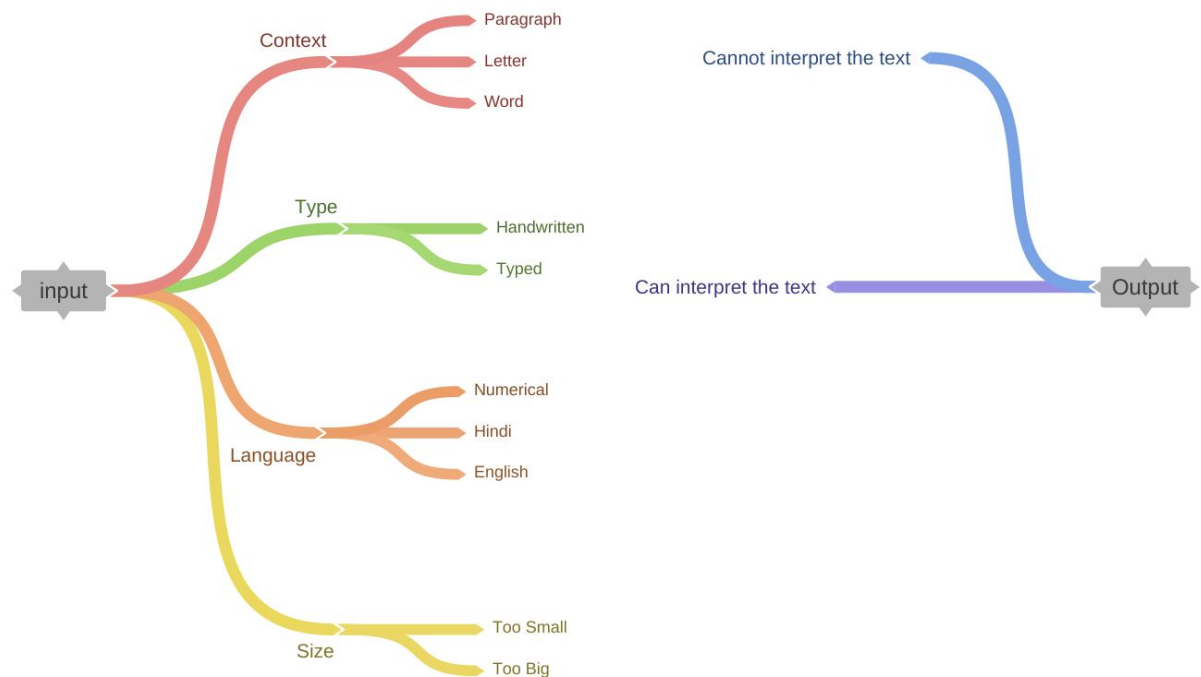 input
Context
Paragraph
Letter
Word
Type
Handwritten
Typed
Language
Numerical
Hindi
English
Size
Too Small
Too Big
Cannot interpret the text
Can interpret the text
Output